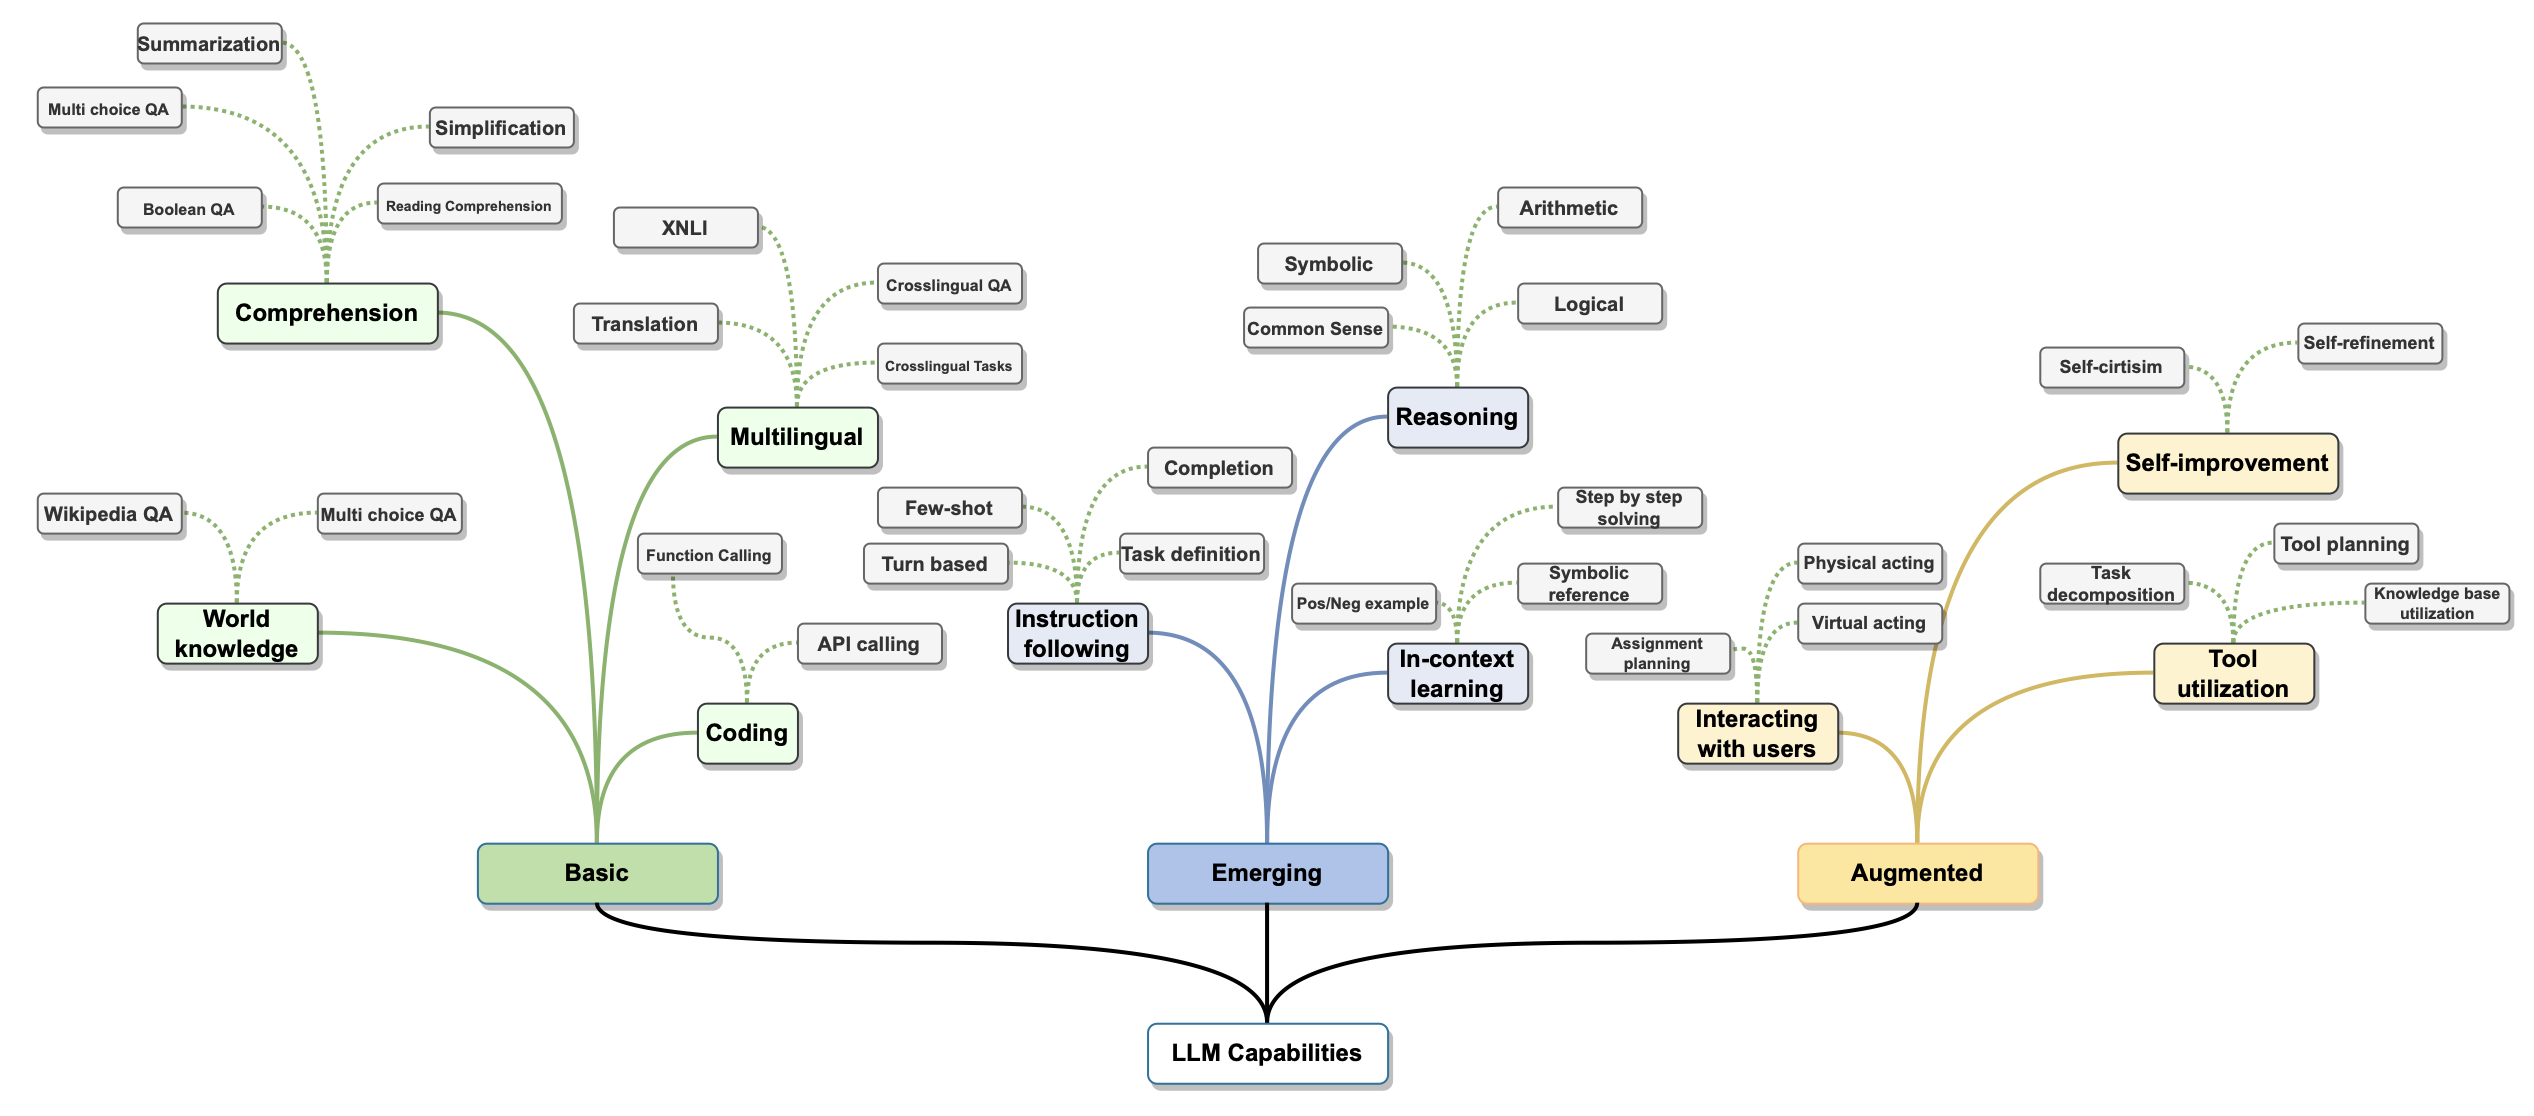 Summarization
Multi choice QA
Simplification
Boolean QA
Reading Comprehension
Comprehension
XNLI
Crosslingual QA
Translation
Crosslingual Tasks
Multilingual
Wikipedia QA
Multi choice QA
World
knowledge
Function Calling
API calling
Coding
Basic
Arithmetic
Symbolic
Logical
Common Sense
Reasoning
Completion
Few-shot
Task definition
Turn based
Instruction
following
Step by step
solving
Symbolic
reference
Pos/Neg example
In-context
learning
Emerging
Self-refinement
Self-cirtisim
Self-improvement
Physical acting
Virtual acting
Assignment
planning
Interacting
with users
Tool planning
Task
decomposition
Knowledge base
utilization
Tool
utilization
Augmented
LLM Capabilities